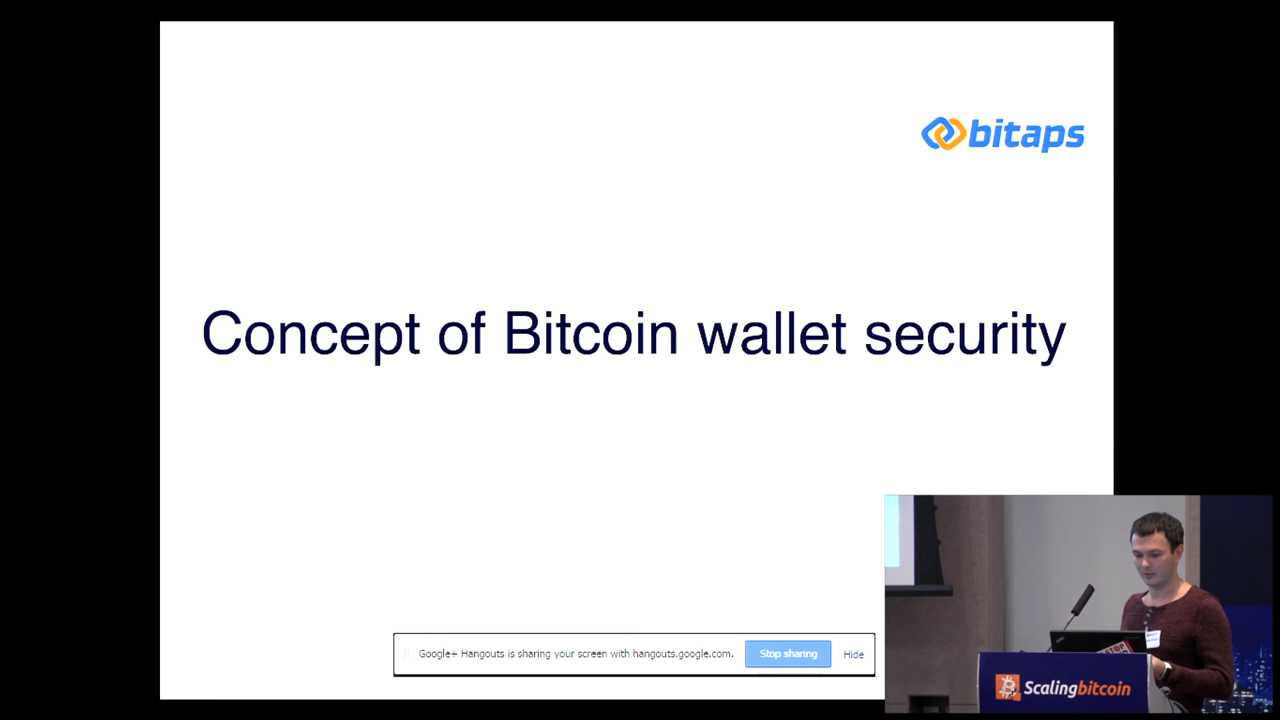 bitaps
Concept of Bitcoin wallet security
Google+ Hangouts is sharing your screen with hangouts.google.com.
Stop sharing
Hide
Scalingbitcoin